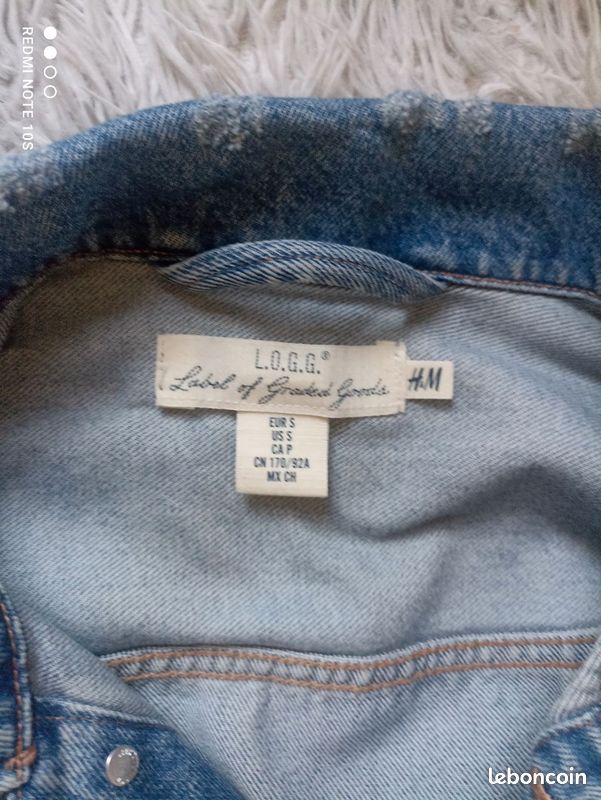 REDMI NOTE 10S
L.O.G.G.®
Label of Graded Goods
H&M
EUR S
US S
CA P
CN 170/92A
MX CH
leboncoin